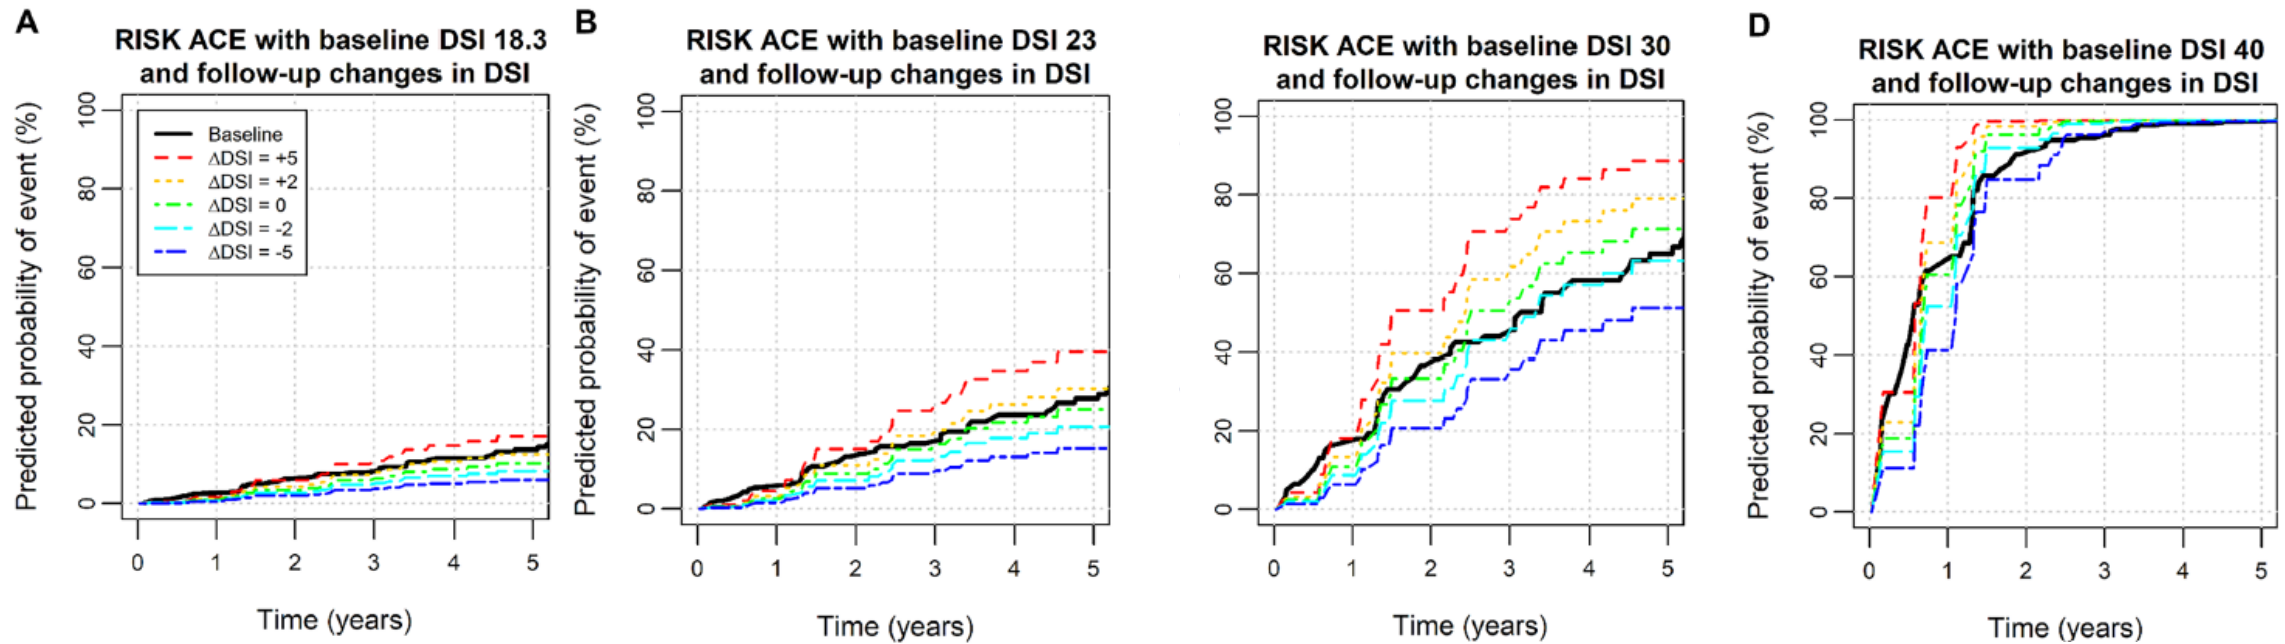 A
RISK ACE with baseline DSI 18.3
and follow-up changes in DSI
Predicted probability of event (%)
100
80
60
40
20
0
Baseline
ΔDSI = +5
ΔDSI = +2
ΔDSI = 0
ΔDSI = -2
ΔDSI = -5
0 1 2 3 4 5
Time (years)
B
RISK ACE with baseline DSI 23
and follow-up changes in DSI
Predicted probability of event (%)
100
80
60
40
20
0
0 1 2 3 4 5
Time (years)
RISK ACE with baseline DSI 30
and follow-up changes in DSI
100
80
60
40
20
0
0 1 2 3 4 5
Time (years)
D
RISK ACE with baseline DSI 40
and follow-up changes in DSI
Predicted probability of event (%)
100
80
60
40
20
0
0 1 2 3 4 5
Time (years)